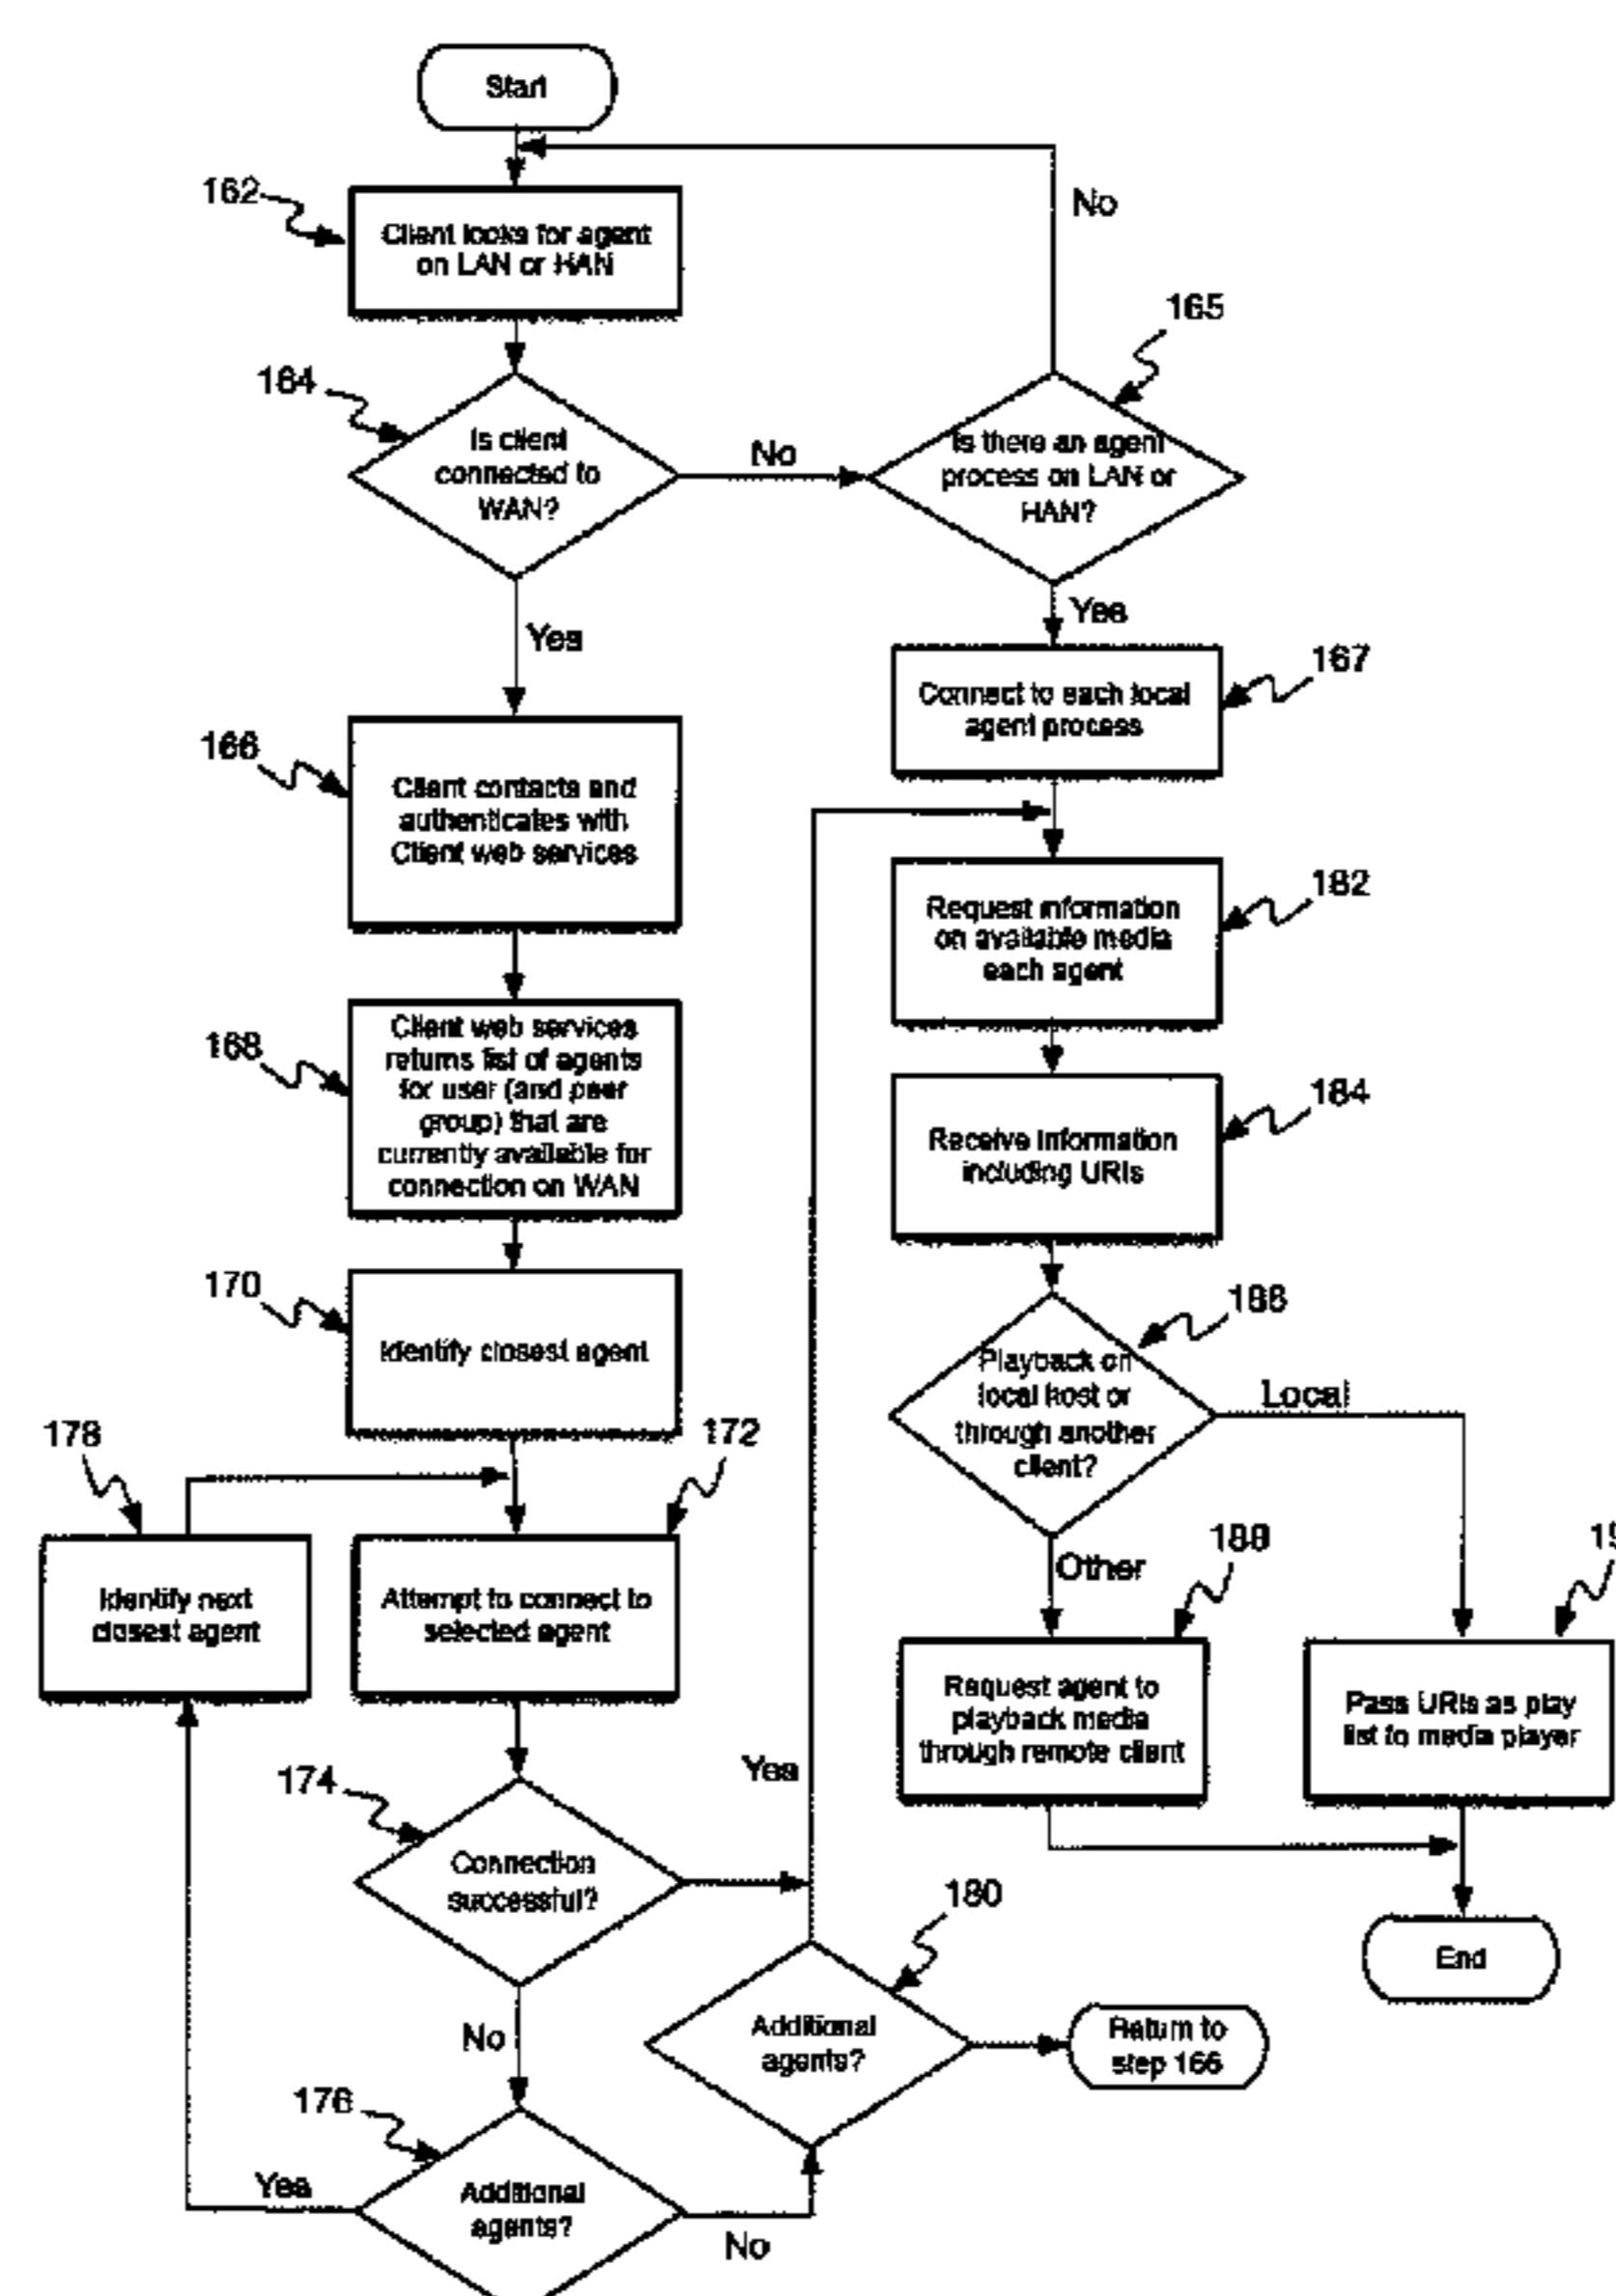 Start
No
162
Client looks for agent
on LAN or HAN
165
164
Is client
connected to
WAN?
No
Is there an agent
process on LAN or
HAN?
Yes
Yes
167
Connect to each local
agent process
166
Client contacts and
authenticates with
Client web services
182
Request information
on available media
each agent
168
Client web services
returns list of agents
for user (and peer
group) that are
currently available for
connection on WAN
184
Receive information
including URIs
170
Identify closest agent
186
Playback on
local host or
through another
client?
Local
178
172
Identify next
closest agent
Attempt to connect to
selected agent
Other
188
Request agent to
playback media
through remote client
Pass URIs as play
list to media player
174
Yes
Connection
successful?
180
End
No
Additional
agents?
Return to
step 166
176
Yes
Additional
agents?
No